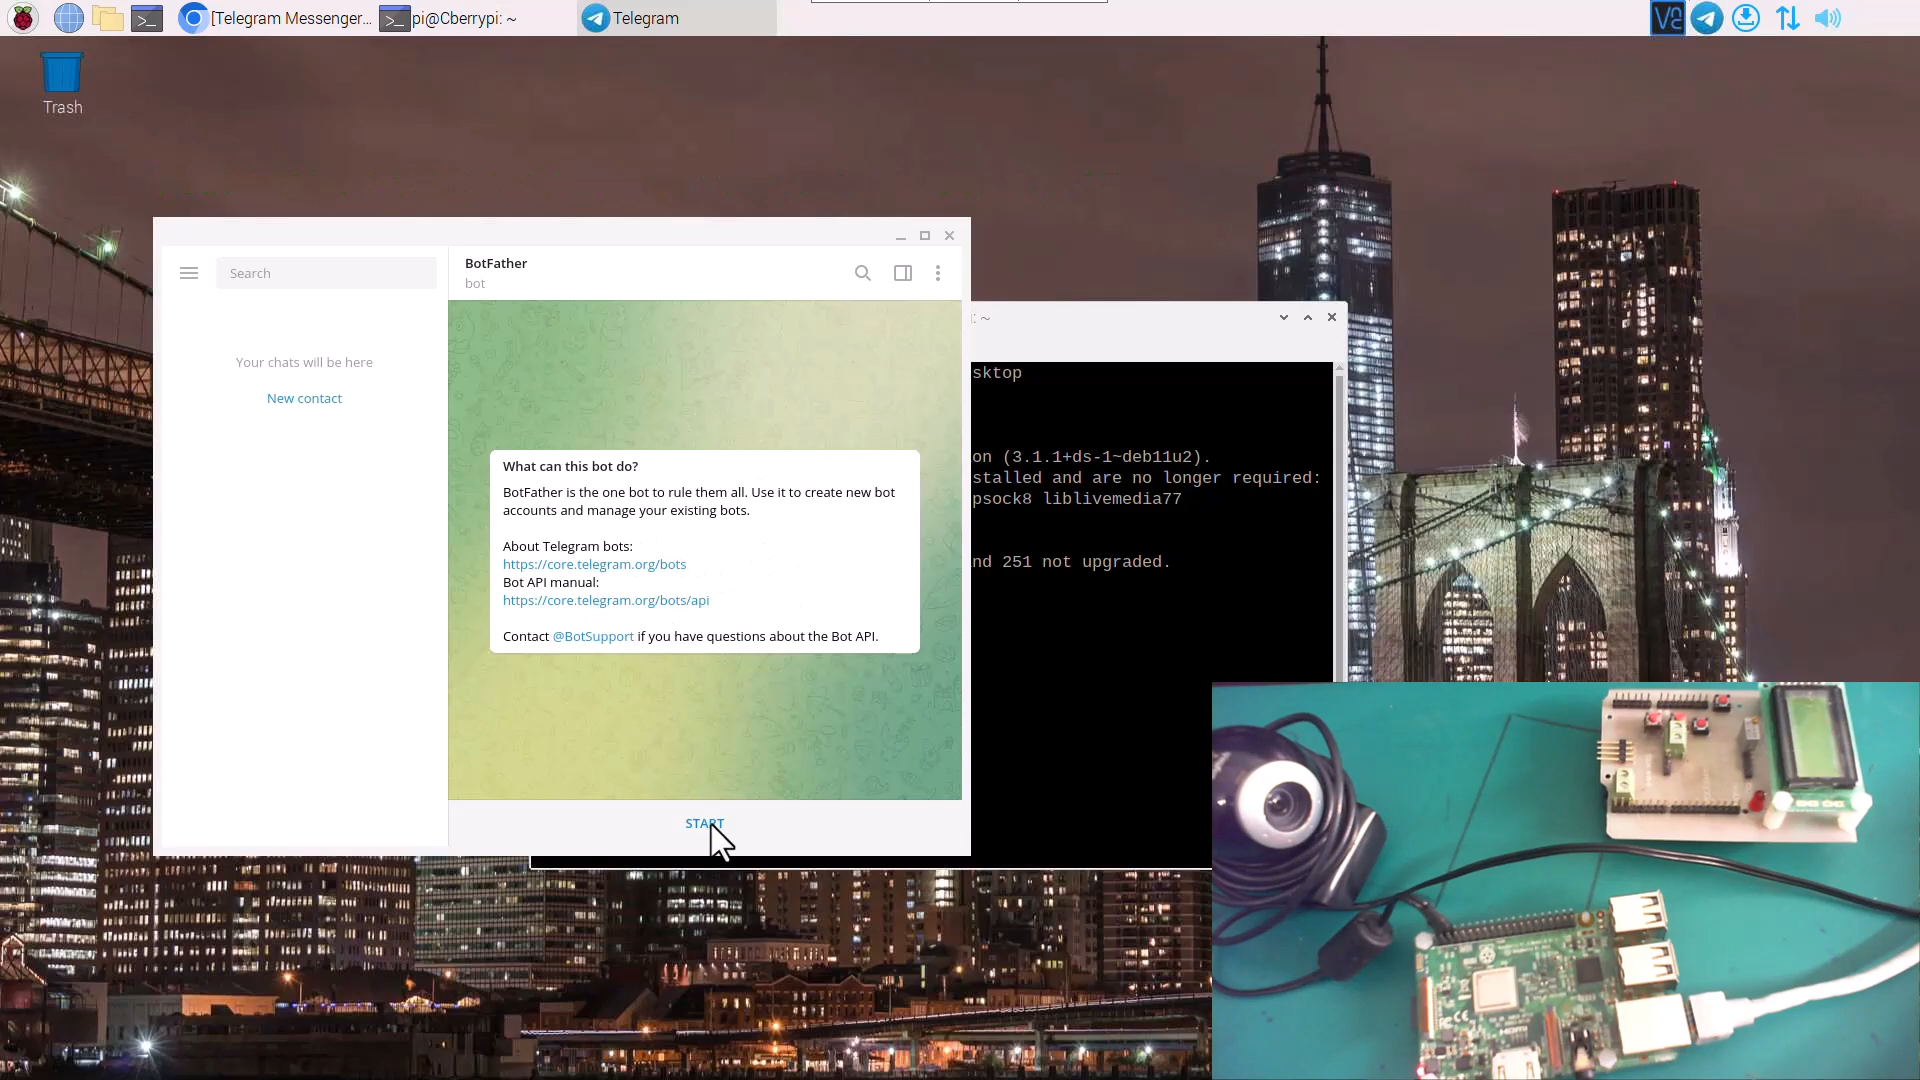 [Telegram Messenger...
pi@Cberrypi: ~
Telegram
Trash
Search
BotFather
bot
Your chats will be here
New contact
What can this bot do?
BotFather is the one bot to rule them all. Use it to create new bot
accounts and manage your existing bots.
About Telegram bots:
https://core.telegram.org/bots
Bot API manual:
https://core.telegram.org/bots/api
Contact @BotSupport if you have questions about the Bot API.
START
: ~
sktop
on (3.1.1+ds-1~deb11u2).
stalled and are no longer required:
psock8 liblivemedia77
nd 251 not upgraded.